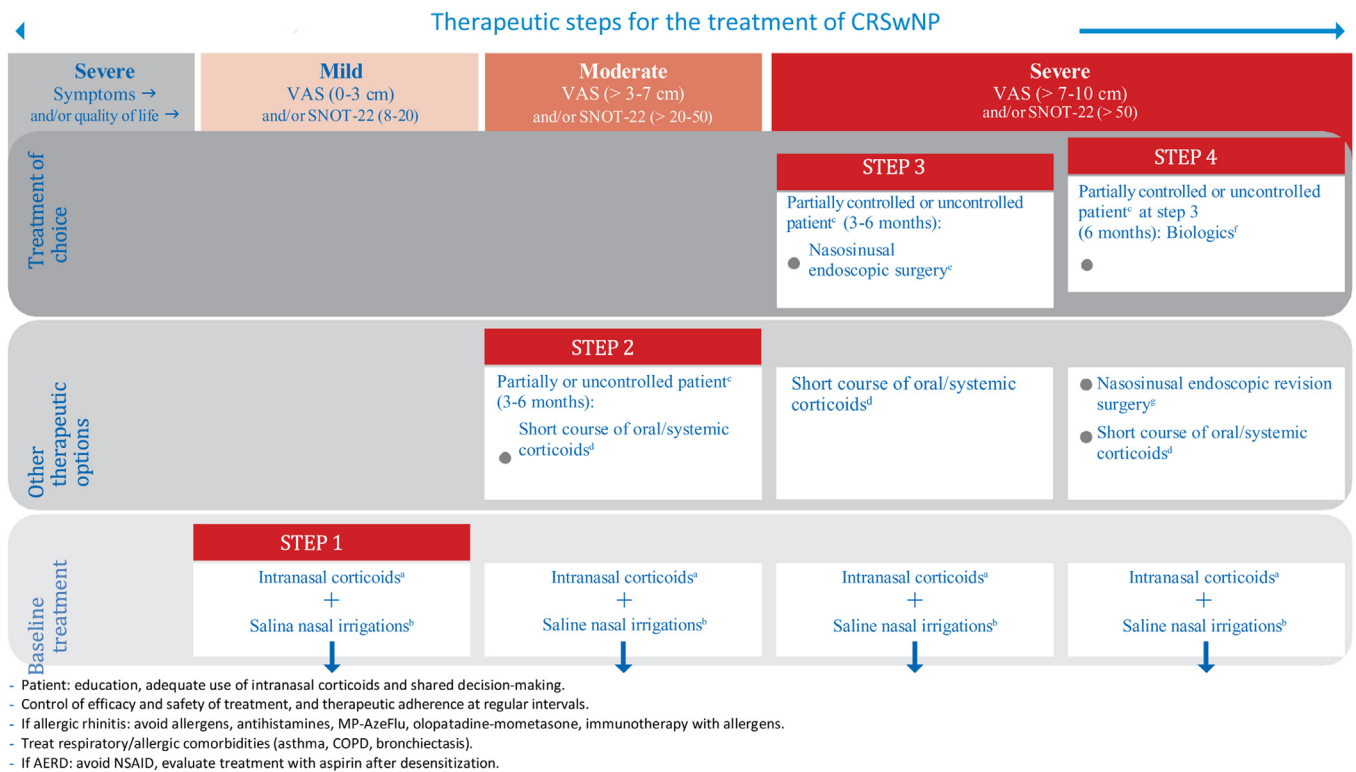 Therapeutic steps for the treatment of CRSwNP
Severe
Symptoms →
and/or quality of life →
Mild
VAS (0-3 cm)
and/or SNOT-22 (8-20)
Moderate
VAS (> 3-7 cm)
and/or SNOT-22 (> 20-50)
Severe
VAS (> 7-10 cm)
and/or SNOT-22 (> 50)
Treatment of
choice
STEP 3
Partially controlled or uncontrolled
patientᶜ (3-6 months):
● Nasosinusal
endoscopic surgeryᵉ
STEP 4
Partially controlled or uncontrolled
patientᶜ at step 3
(6 months): Biologicsᶠ
●
Other
therapeutic
options
STEP 2
Partially or uncontrolled patientᶜ
(3-6 months):
Short course of oral/systemic
● corticoidsᵈ
Short course of oral/systemic
corticoidsᵈ
● Nasosinusal endoscopic revision
surgeryᵍ
● Short course of oral/systemic
corticoidsᵈ
Baseline
treatment
STEP 1
Intranasal corticoidsᵃ
+
Salina nasal irrigationsᵇ
Intranasal corticoidsᵃ
+
Saline nasal irrigationsᵇ
Intranasal corticoidsᵃ
+
Saline nasal irrigationsᵇ
Intranasal corticoidsᵃ
+
Saline nasal irrigationsᵇ
- Patient: education, adequate use of intranasal corticoids and shared decision-making.
- Control of efficacy and safety of treatment, and therapeutic adherence at regular intervals.
- If allergic rhinitis: avoid allergens, antihistamines, MP-AzeFlu, olopatadine-mometasone, immunotherapy with allergens.
- Treat respiratory/allergic comorbidities (asthma, COPD, bronchiectasis).
- If AERD: avoid NSAID, evaluate treatment with aspirin after desensitization.